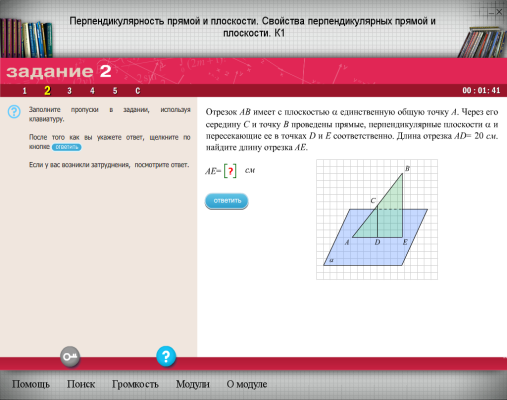 Перпендикулярность прямой и плоскости. Свойства перпендикулярных прямой и
плоскости. К1
задание 2
1 2 3 4 5 С
00 : 01 : 41
Заполните пропуски в задании, используя
клавиатуру.
После того как вы укажете ответ, щелкните по
кнопке ответить
Если у вас возникли затруднения, посмотрите ответ.
Отрезок АВ имеет с плоскостью α единственную общую точку А. Через его
середину С и точку В проведены прямые, перпендикулярные плоскости α и
пересекающие ее в точках D и Е соответственно. Длина отрезка AD= 20 см.
найдите длину отрезка АЕ.
АЕ= [?] см
ответить
B
C
A D E
α
?
Помощь Поиск Громкость Модули О модуле